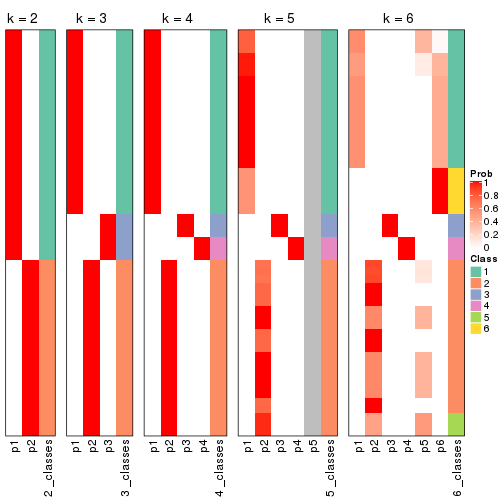 k = 2
k = 3
k = 4
k = 5
k = 6
Prob
1
0.8
0.6
0.4
0.2
0
Class
1
2
3
4
5
6
p1
p2
2_classes
p1
p2
p3
3_classes
p1
p2
p3
p4
4_classes
p1
p2
p3
p4
p5
5_classes
p1
p2
p3
p4
p5
p6
6_classes